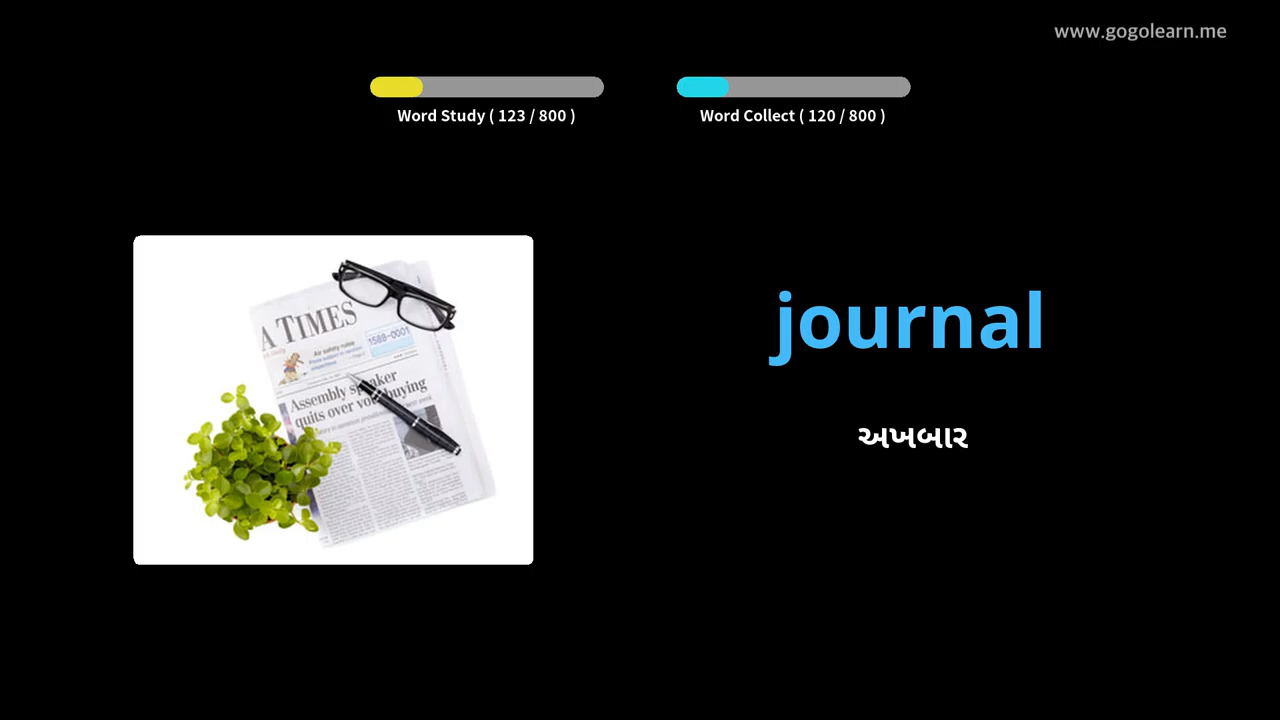 www.gogolearn.me
Word Study ( 123 / 800 )
Word Collect ( 120 / 800 )
A TIMES
Air safety rules
1588-0001
Assembly speaker
quits over vote buying
journal
અખબાર